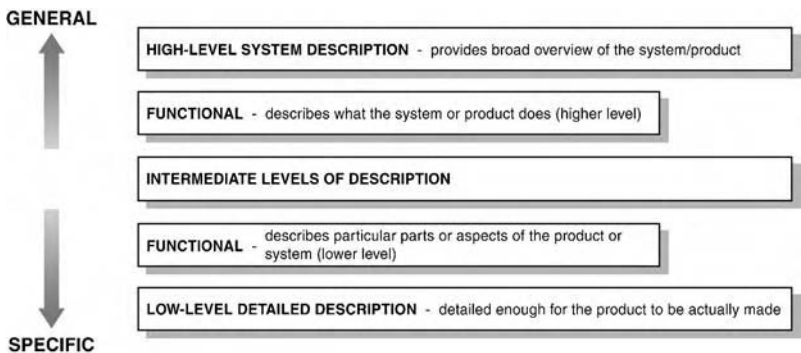 GENERAL
HIGH-LEVEL SYSTEM DESCRIPTION - provides broad overview of the system/product
FUNCTIONAL - describes what the system or product does (higher level)
INTERMEDIATE LEVELS OF DESCRIPTION
FUNCTIONAL - describes particular parts or aspects of the product or
system (lower level)
LOW-LEVEL DETAILED DESCRIPTION - detailed enough for the product to be actually made
SPECIFIC